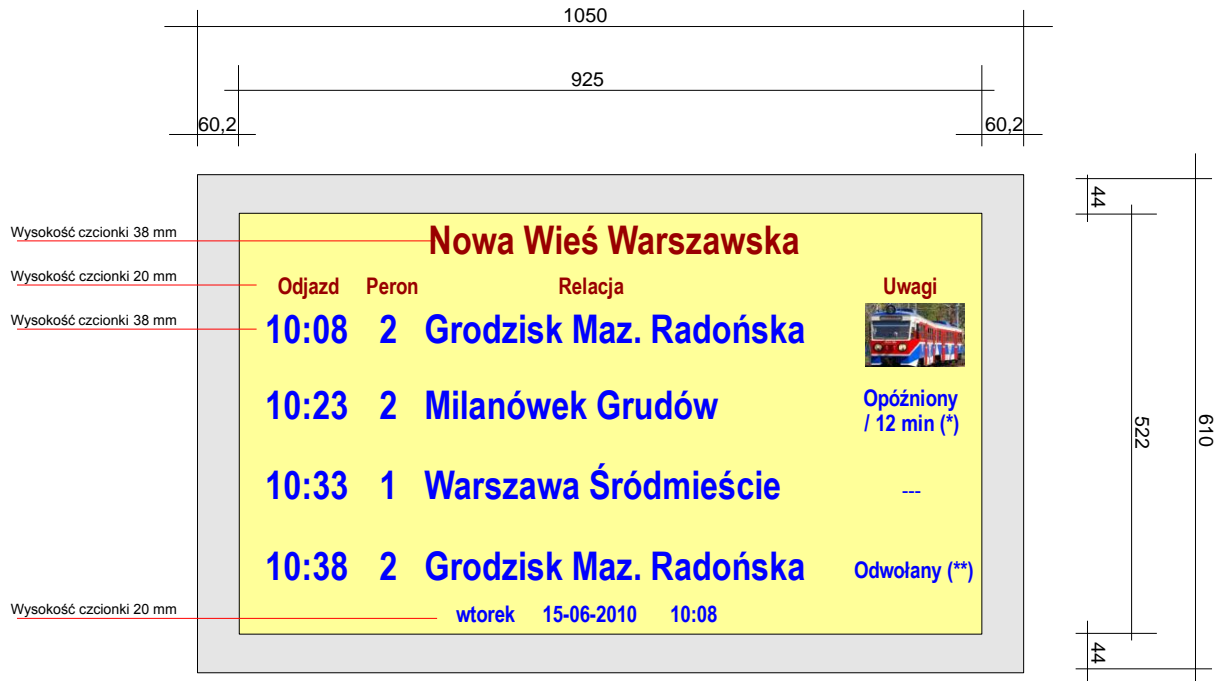 1050
925
60,2 60,2
44
Wysokość czcionki 38 mm
Nowa Wieś Warszawska
Wysokość czcionki 20 mm
Odjazd Peron Relacja Uwagi
Wysokość czcionki 38 mm
10:08 2 Grodzisk Maz. Radońska
10:23 2 Milanówek Grudów Opóźniony
/ 12 min (*)
522
610
10:33 1 Warszawa Śródmieście ---
10:38 2 Grodzisk Maz. Radońska Odwołany (**)
Wysokość czcionki 20 mm
wtorek 15-06-2010 10:08
44